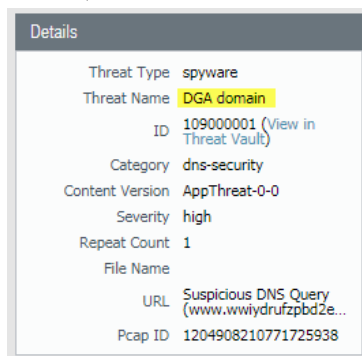 Details
Threat Type spyware
Threat Name DGA domain
ID 109000001 (View in
Threat Vault)
Category dns-security
Content Version AppThreat-0-0
Severity high
Repeat Count 1
File Name
URL Suspicious DNS Query
(www.wwiydrufzpbd2e...
Pcap ID 1204908210771725938